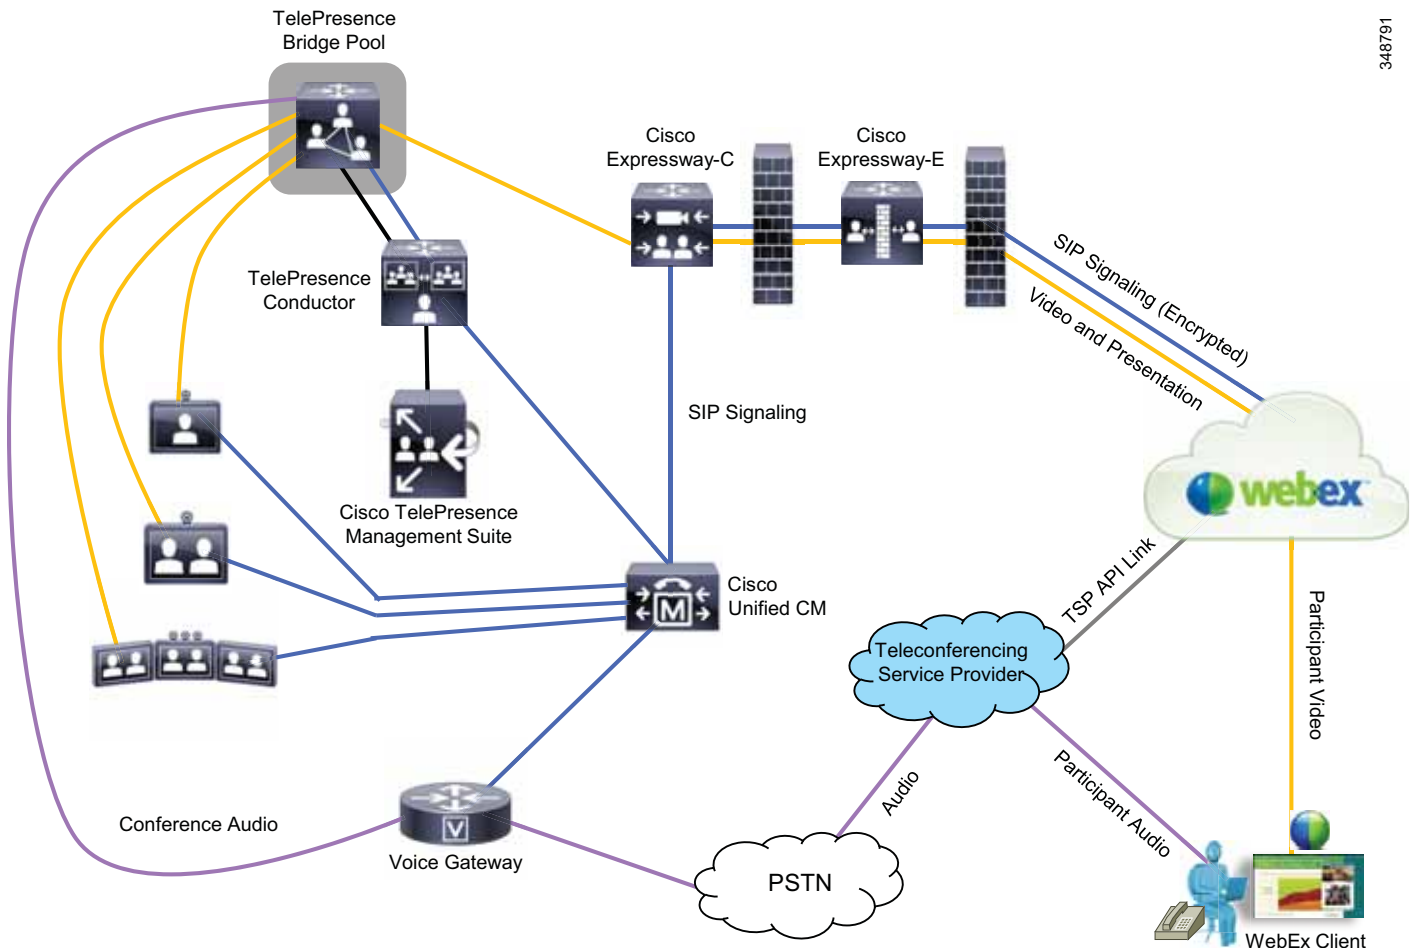 TelePresence
Bridge Pool
348791
Cisco
Expressway-C
Cisco
Expressway-E
TelePresence
Conductor
SIP Signaling (Encrypted)
Video and Presentation
SIP Signaling
webex
Cisco TelePresence
Management Suite
TSP API Link
Cisco
Unified CM
M
Participant Video
Teleconferencing
Service Provider
Audio
Participant Audio
Conference Audio
V
Voice Gateway
PSTN
WebEx Client